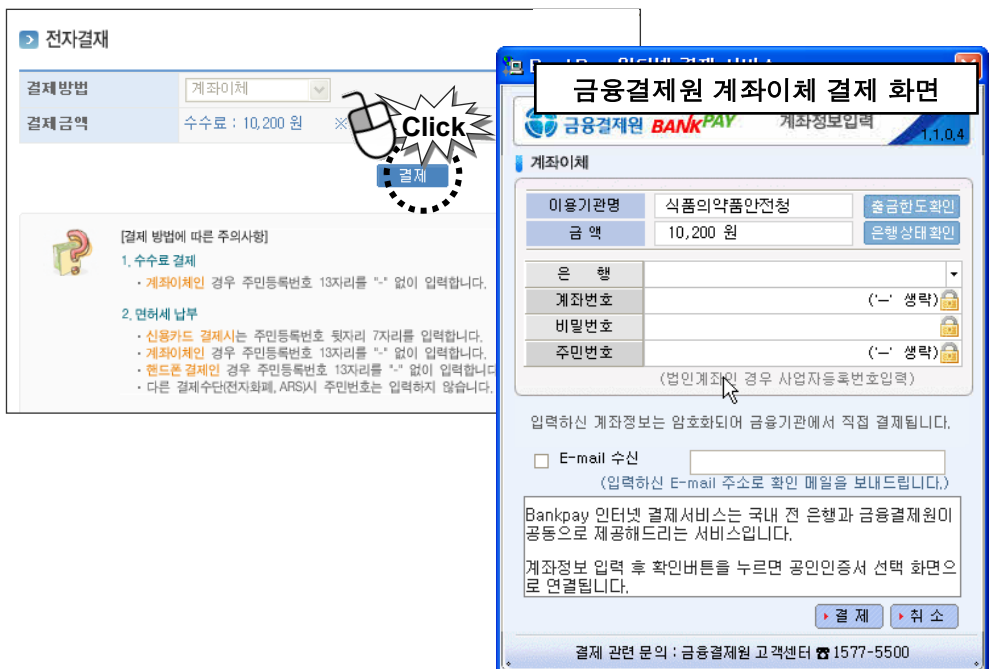 전자결재
결제방법 계좌이체
결제금액 수수료 : 10,200 원 ※
Click
결제
[결제 방법에 따른 주의사항]
1. 수수료 결제
· 계좌이체인 경우 주민등록번호 13자리를 "-" 없이 입력합니다.
2. 면허세 납부
· 신용카드 결제시는 주민등록번호 뒷자리 7자리를 입력합니다.
· 계좌이체인 경우 주민등록번호 13자리를 "-" 없이 입력합니다.
· 핸드폰 결제인 경우 주민등록번호 13자리를 "-" 없이 입력합니다
· 다른 결제수단(전자화폐, ARS)시 주민번호는 입력하지 않습니다.
금융결제원 계좌이체 결제 화면
금융결제원 BANKPAY 계좌정보입력
1.1.0.4
계좌이체
이용기관명 식품의약품안전청 출금한도확인
금 액 10,200 원 은행상태확인
은 행
계좌번호 ('–' 생략)
비밀번호
주민번호 ('–' 생략)
(법인계좌인 경우 사업자등록번호입력)
입력하신 계좌정보는 암호화되어 금융기관에서 직접 결제됩니다.
E-mail 수신
(입력하신 E-mail 주소로 확인 메일을 보내드립니다.)
Bankpay 인터넷 결제서비스는 국내 전 은행과 금융결제원이
공동으로 제공해드리는 서비스입니다.
계좌정보 입력 후 확인버튼을 누르면 공인인증서 선택 화면으
로 연결됩니다.
결 제 취 소
결제 관련 문의 : 금융결제원 고객센터 ☎ 1577-5500